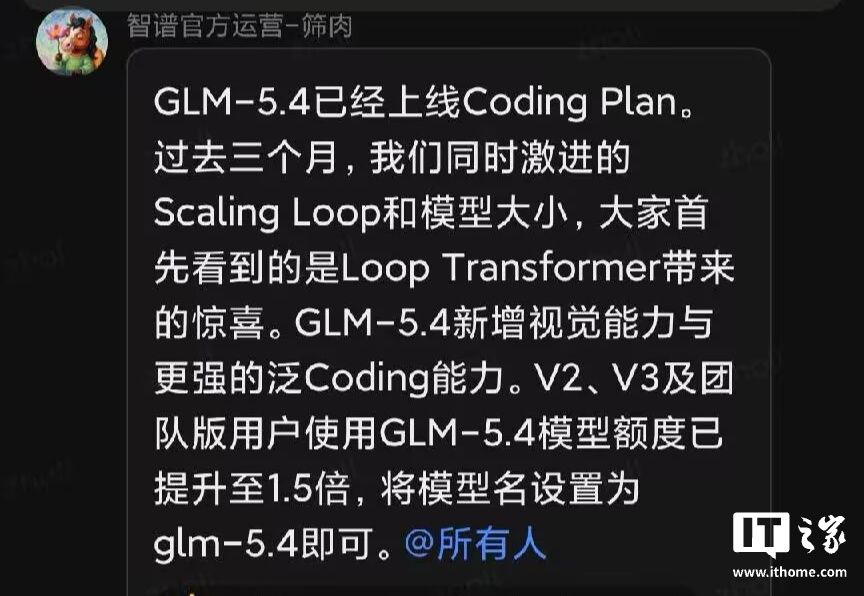 智谱官方运营-筛肉
GLM-5.4已经上线Coding Plan。
过去三个月，我们同时激进的
Scaling Loop和模型大小，大家首
先看到的是Loop Transformer带来
的惊喜。GLM-5.4新增视觉能力与
更强的泛Coding能力。V2、V3及团
队版用户使用GLM-5.4模型额度已
提升至1.5倍，将模型名设置为
glm-5.4即可。@所有人
IT之家
www.ithome.com